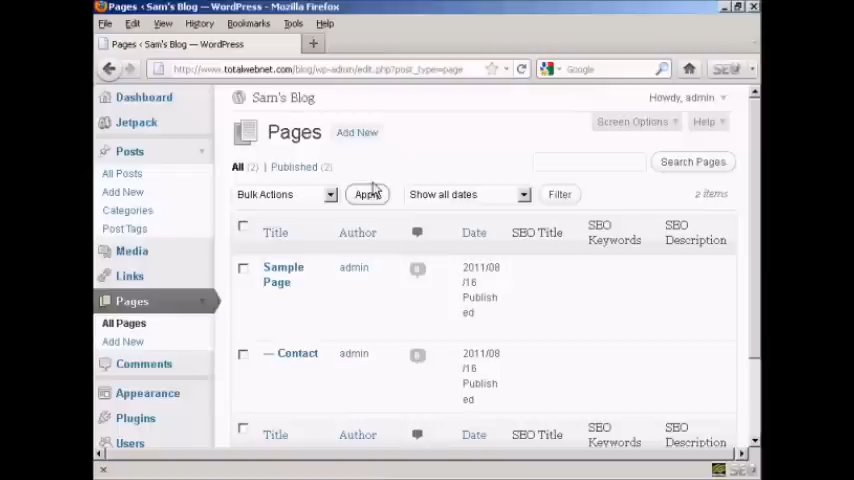 Pages ‹ Sam's Blog — WordPress - Mozilla Firefox
File Edit View History Bookmarks Tools Help
Pages ‹ Sam's Blog — WordPress +
http://www.totalwebnet.com/blog/wp-admin/edit.php?post_type=page
Google
SEO
Dashboard
Jetpack
Posts
All Posts
Add New
Categories
Post Tags
Media
Links
Pages
All Pages
Add New
Comments
Appearance
Plugins
Users
Sam's Blog
Howdy, admin
Screen Options
Help
Pages Add New
All (2) | Published (2)
Search Pages
Bulk Actions Apply Show all dates Filter 2 items
Title Author Date SEO Title SEO Keywords SEO Description
Sample Page admin 0 2011/08/16 Published
— Contact admin 0 2011/08/16 Published
Title Author Date SEO Title SEO Keywords SEO Description
SEO